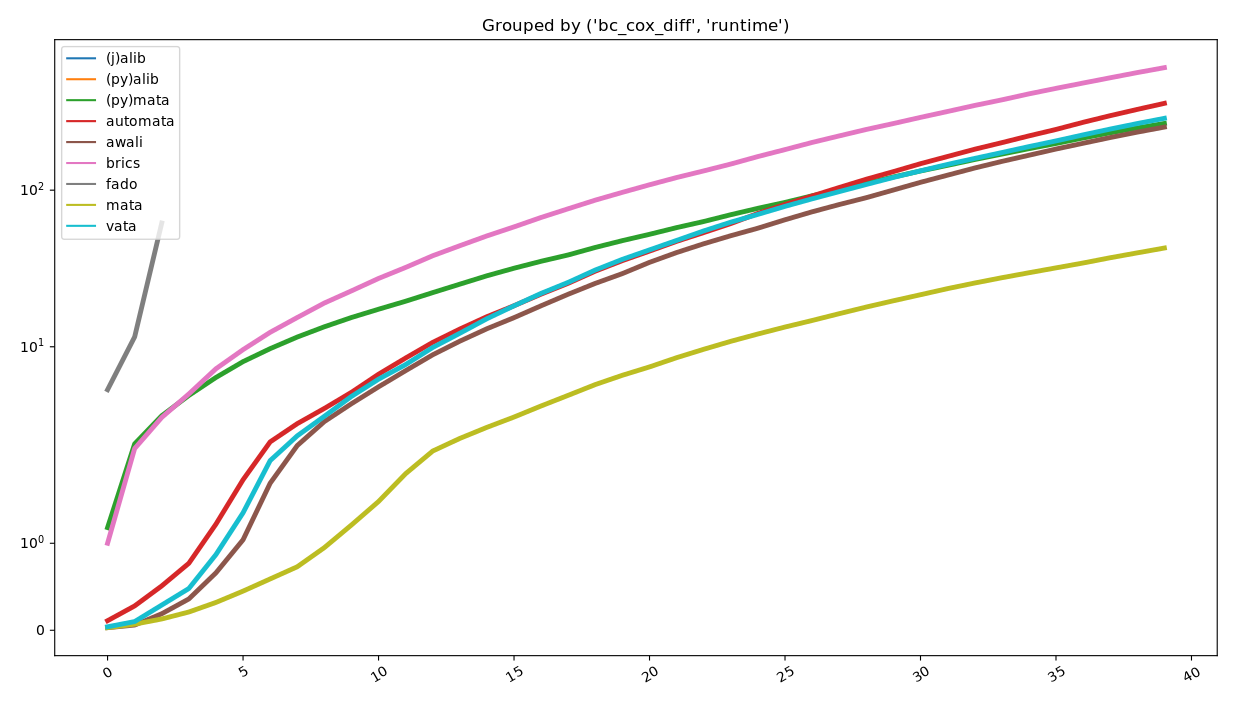 Grouped by ('bc_cox_diff', 'runtime')
(j)alib
(py)alib
(py)mata
automata
awali
brics
fado
mata
vata
10²
10¹
10⁰
0
0
5
10
15
20
25
30
35
40